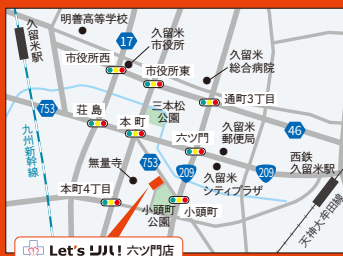 明善高等学校
久留米駅
17
久留米
市役所
市役所西
市役所東
久留米
総合病院
753
荘島
三本松
公園
通町3丁目
本町
六ツ門
久留米
郵便局
46
九州新幹線
無量寺
753
209
209
西鉄
久留米駅
久留米
シティプラザ
本町4丁目
小頭町
公園
小頭町
天神大牟田線
Let's リハ! 六ツ門店